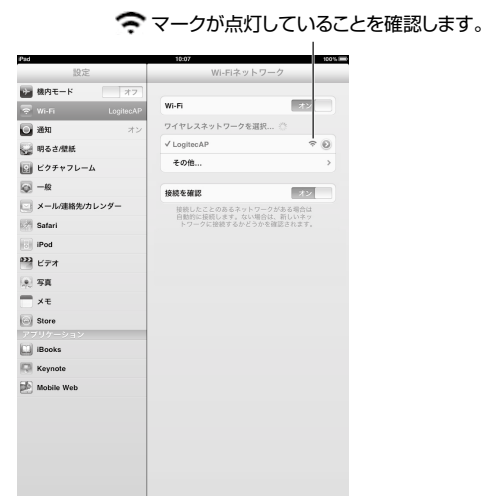 マークが点灯していることを確認します。
iPad 10:07 100%
設定
機内モード オフ
Wi-Fi LogitecAP
通知 オン
明るさ/壁紙
ピクチャフレーム
一般
メール/連絡先/カレンダー
Safari
iPod
ビデオ
写真
メモ
Store
アプリケーション
iBooks
Keynote
Mobile Web
Wi-Fiネットワーク
Wi-Fi オン
ワイヤレスネットワークを選択...
✓ LogitecAP
その他...
接続を確認 オン
接続したことのあるネットワークがある場合は
自動的に接続します。ない場合は、新しいネッ
トワークに接続するかどうかを確認されます。